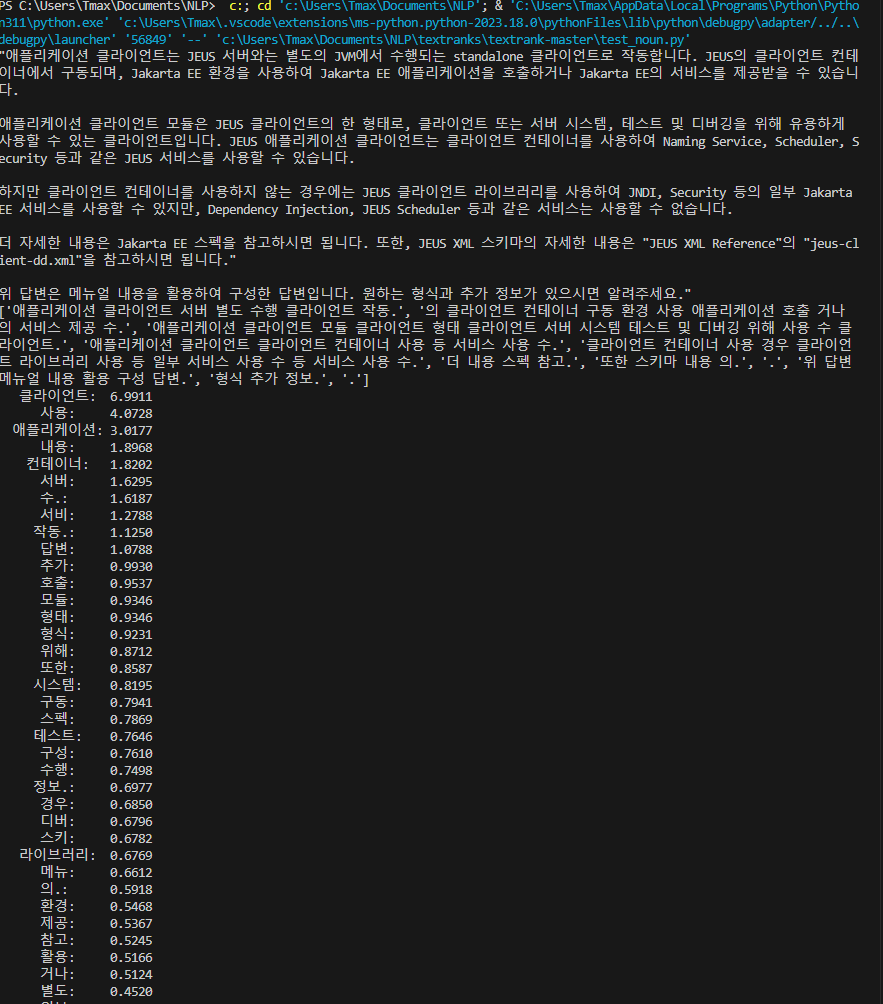 PS C:\Users\Tmax\Documents\NLP>  c:; cd 'c:\Users\Tmax\Documents\NLP'; & 'C:\Users\Tmax\AppData\Local\Programs\Python\Pytho
n311\python.exe' 'c:\Users\Tmax\.vscode\extensions\ms-python.python-2023.18.0\pythonFiles\lib\python\debugpy\adapter/../..\
debugpy\launcher' '56849' '--' 'c:\Users\Tmax\Documents\NLP\textranks\textrank-master\test_noun.py'
"애플리케이션 클라이언트는 JEUS 서버와는 별도의 JVM에서 수행되는 standalone 클라이언트로 작동합니다. JEUS의 클라이언트 컨테
이너에서 구동되며, Jakarta EE 환경을 사용하여 Jakarta EE 애플리케이션을 호출하거나 Jakarta EE의 서비스를 제공받을 수 있습니
다.
애플리케이션 클라이언트 모듈은 JEUS 클라이언트의 한 형태로, 클라이언트 또는 서버 시스템, 테스트 및 디버깅을 위해 유용하게
사용할 수 있는 클라이언트입니다. JEUS 애플리케이션 클라이언트는 클라이언트 컨테이너를 사용하여 Naming Service, Scheduler, S
ecurity 등과 같은 JEUS 서비스를 사용할 수 있습니다.
하지만 클라이언트 컨테이너를 사용하지 않는 경우에는 JEUS 클라이언트 라이브러리를 사용하여 JNDI, Security 등의 일부 Jakarta
EE 서비스를 사용할 수 있지만, Dependency Injection, JEUS Scheduler 등과 같은 서비스는 사용할 수 없습니다.
더 자세한 내용은 Jakarta EE 스펙을 참고하시면 됩니다. 또한, JEUS XML 스키마의 자세한 내용은 "JEUS XML Reference"의 "jeus-cl
ient-dd.xml"을 참고하시면 됩니다."
위 답변은 메뉴얼 내용을 활용하여 구성한 답변입니다. 원하는 형식과 추가 정보가 있으시면 알려주세요."
['애플리케이션 클라이언트 서버 별도 수행 클라이언트 작동.', '의 클라이언트 컨테이너 구동 환경 사용 애플리케이션 호출 거나
의 서비스 제공 수.', '애플리케이션 클라이언트 모듈 클라이언트 형태 클라이언트 서버 시스템 테스트 및 디버깅 위해 사용 수 클
라이언트.', '애플리케이션 클라이언트 클라이언트 컨테이너 사용 등 서비스 사용 수.', '클라이언트 컨테이너 사용 경우 클라이언
트 라이브러리 사용 등 일부 서비스 사용 수 등 서비스 사용 수.', '더 내용 스펙 참고.', '또한 스키마 내용 의.', '.', '위 답변
메뉴얼 내용 활용 구성 답변.', '형식 추가 정보.', '.']
클라이언트: 6.9911
사용: 4.0728
애플리케이션: 3.0177
내용: 1.8968
컨테이너: 1.8202
서버: 1.6295
수.: 1.6187
서비: 1.2788
작동.: 1.1250
답변: 1.0788
추가: 0.9930
호출: 0.9537
모듈: 0.9346
형태: 0.9346
형식: 0.9231
위해: 0.8712
또한: 0.8587
시스템: 0.8195
구동: 0.7941
스펙: 0.7869
테스트: 0.7646
구성: 0.7610
수행: 0.7498
정보.: 0.6977
경우: 0.6850
디버: 0.6796
스키: 0.6782
라이브러리: 0.6769
메뉴: 0.6612
의.: 0.5918
환경: 0.5468
제공: 0.5367
참고: 0.5245
활용: 0.5166
거나: 0.5124
별도: 0.4520